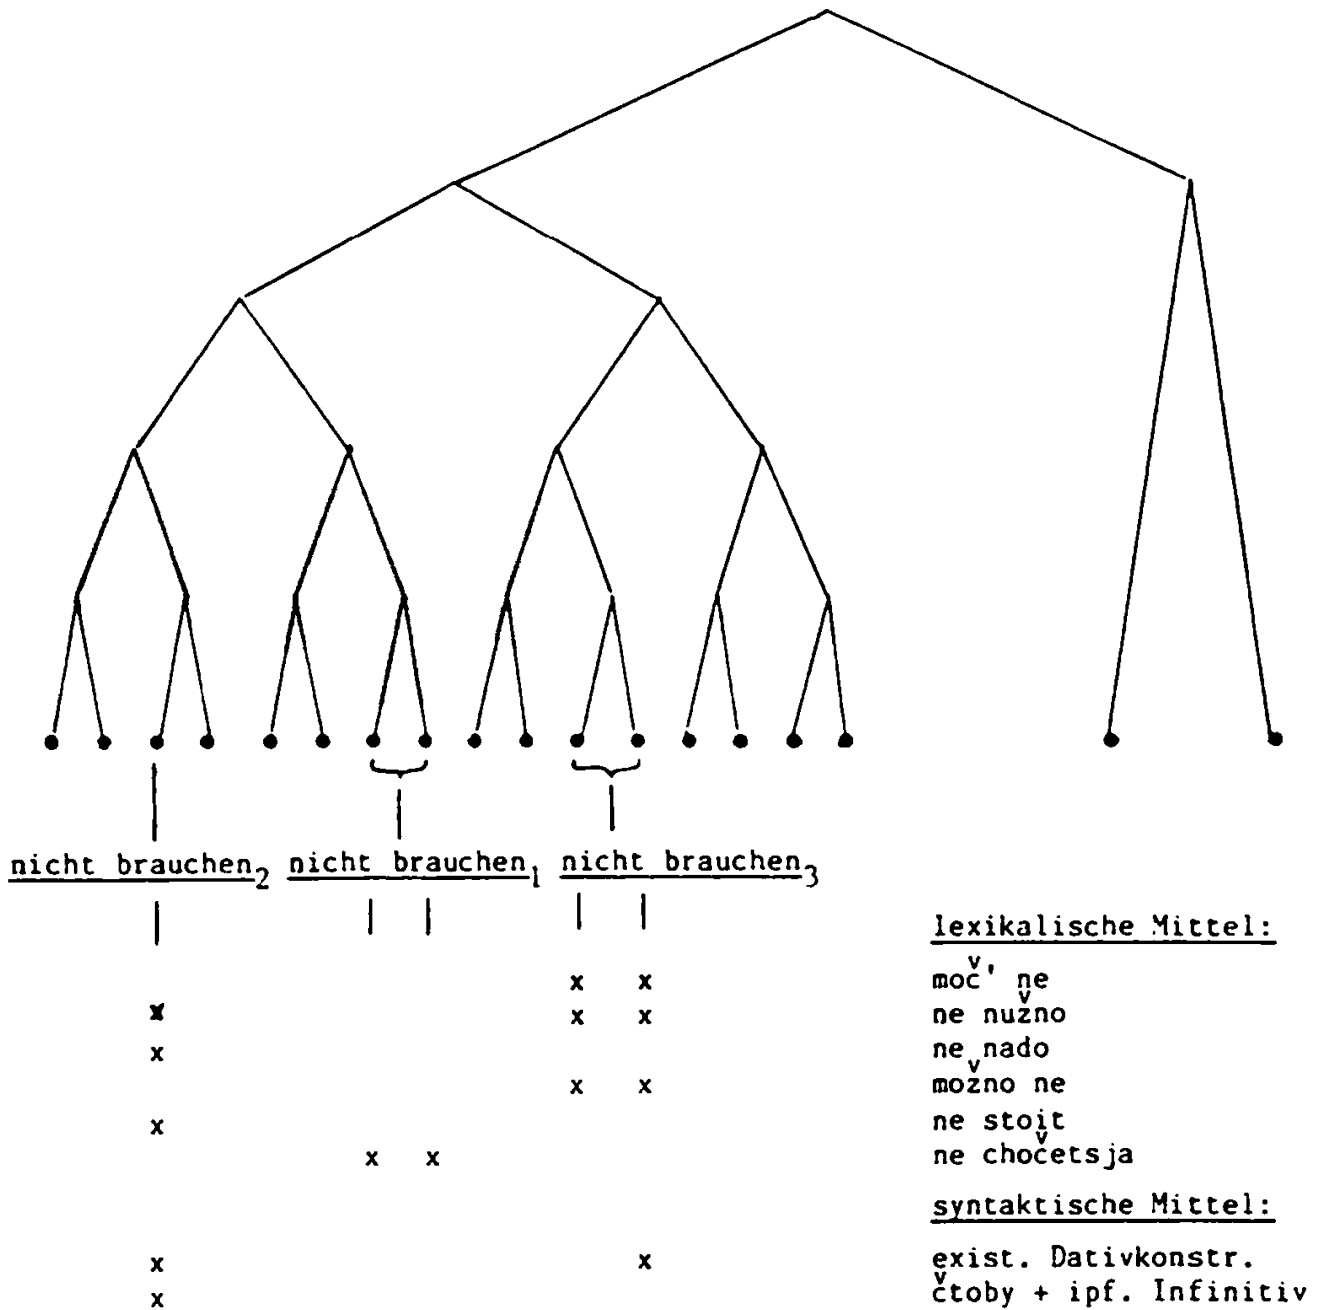 nicht brauchen2 nicht brauchen1 nicht brauchen3
lexikalische Mittel:
x x moč' ne
x x x ne nužno
x ne nado
x x možno ne
x ne stoit
x x ne chočetsja
syntaktische Mittel:
x x exist. Dativkonstr.
x čtoby + ipf. Infinitiv